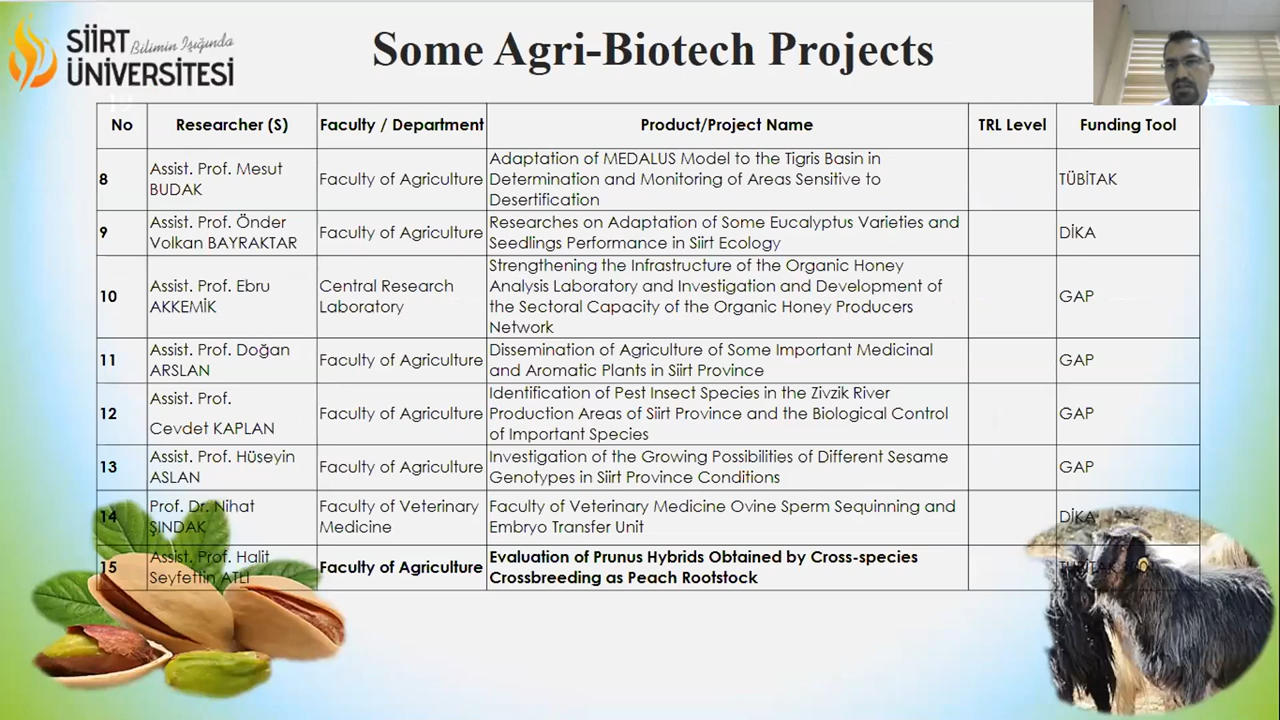 SİİRT
Bilimin Işığında
ÜNİVERSİTESİ
Some Agri-Biotech Projects
No Researcher (S) Faculty / Department Product/Project Name TRL Level Funding Tool
8 Assist. Prof. Mesut
BUDAK
Faculty of Agriculture
Adaptation of MEDALUS Model to the Tigris Basin in
Determination and Monitoring of Areas Sensitive to
Desertification
TÜBİTAK
9 Assist. Prof. Önder
Volkan BAYRAKTAR
Faculty of Agriculture
Researches on Adaptation of Some Eucalyptus Varieties and
Seedlings Performance in Siirt Ecology
DİKA
10 Assist. Prof. Ebru
AKKEMİK
Central Research
Laboratory
Strengthening the Infrastructure of the Organic Honey
Analysis Laboratory and Investigation and Development of
the Sectoral Capacity of the Organic Honey Producers
Network
GAP
11 Assist. Prof. Doğan
ARSLAN
Faculty of Agriculture
Dissemination of Agriculture of Some Important Medicinal
and Aromatic Plants in Siirt Province
GAP
12 Assist. Prof.
Cevdet KAPLAN
Faculty of Agriculture
Identification of Pest Insect Species in the Zivzik River
Production Areas of Siirt Province and the Biological Control
of Important Species
GAP
13 Assist. Prof. Hüseyin
ASLAN
Faculty of Agriculture
Investigation of the Growing Possibilities of Different Sesame
Genotypes in Siirt Province Conditions
GAP
14 Prof. Dr. Nihat
ŞINDAK
Faculty of Veterinary
Medicine
Faculty of Veterinary Medicine Ovine Sperm Sequinning and
Embryo Transfer Unit
DİKA
15 Assist. Prof. Halit
Seyfettin ATLI
Faculty of Agriculture
Evaluation of Prunus Hybrids Obtained by Cross-species
Crossbreeding as Peach Rootstock
TÜBİTAK